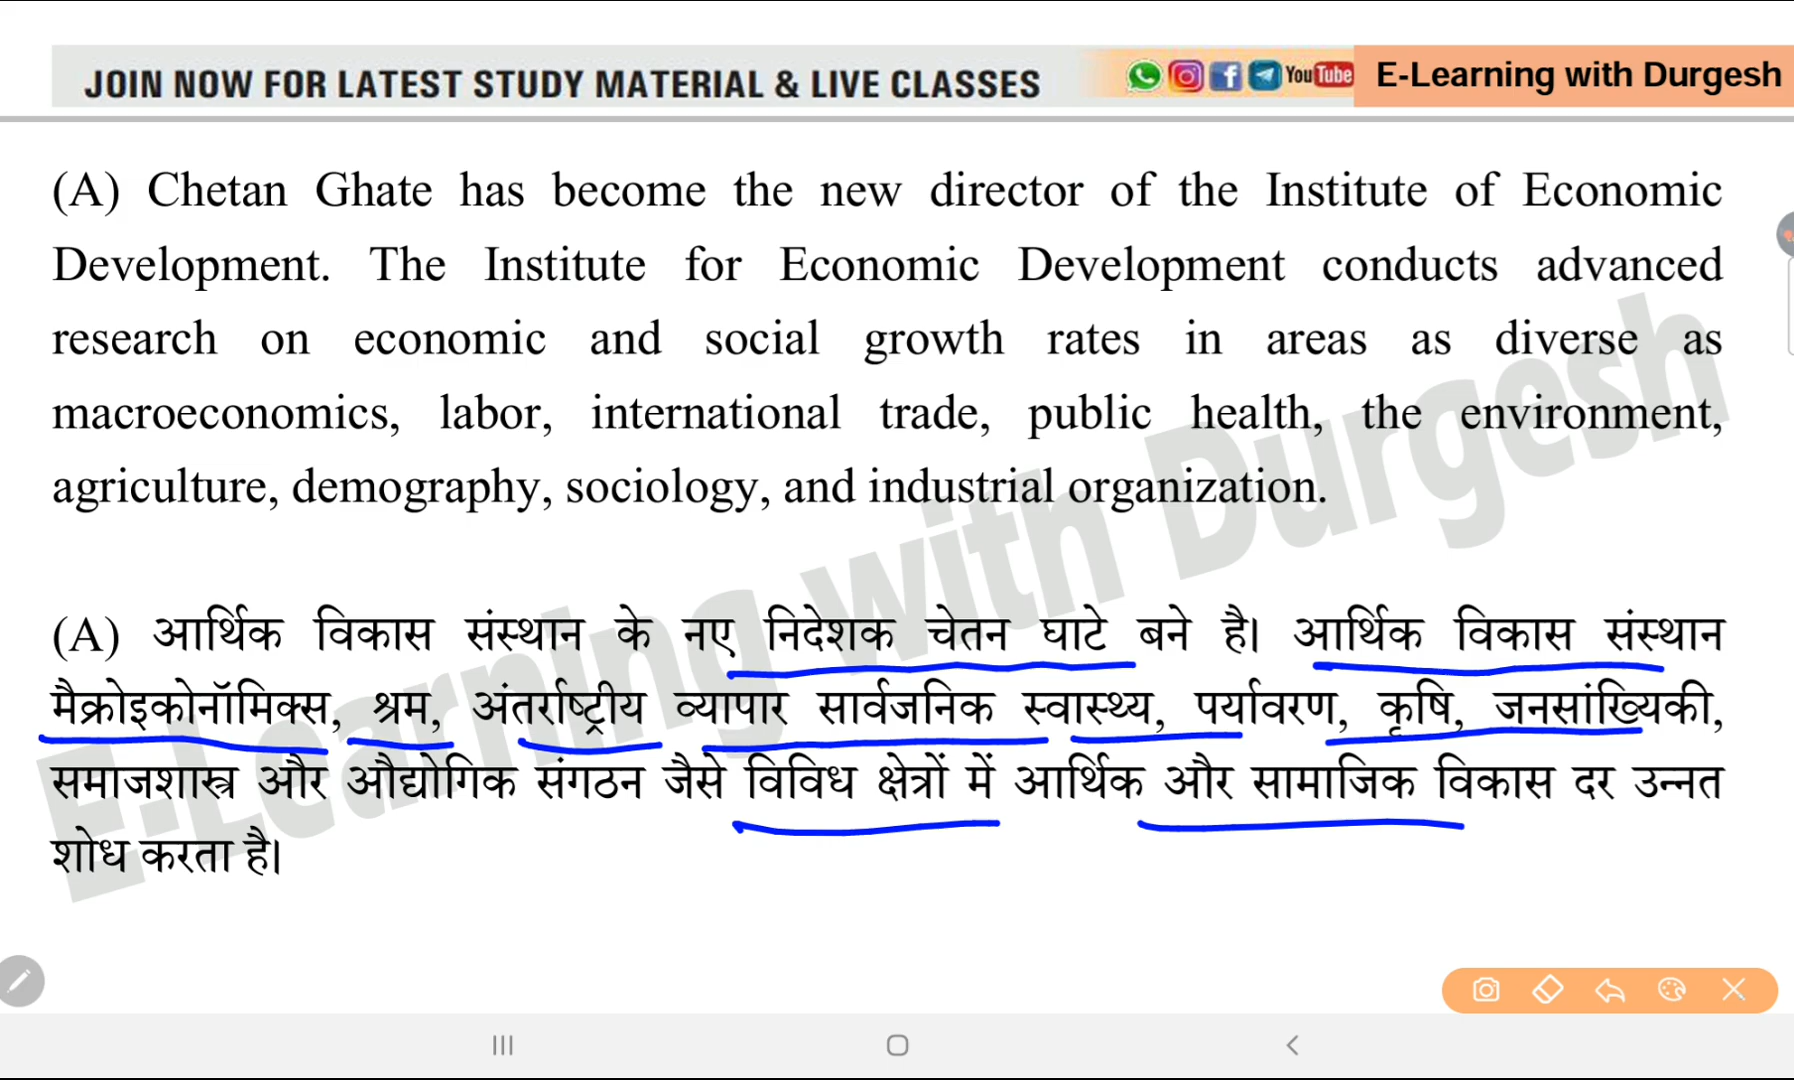 JOIN NOW FOR LATEST STUDY MATERIAL & LIVE CLASSES
YouTube
E-Learning with Durgesh
(A) Chetan Ghate has become the new director of the Institute of Economic
Development. The Institute for Economic Development conducts advanced
research on economic and social growth rates in areas as diverse as
macroeconomics, labor, international trade, public health, the environment,
agriculture, demography, sociology, and industrial organization.
(A) आर्थिक विकास संस्थान के नए निदेशक चेतन घाटे बने है। आर्थिक विकास संस्थान
मैक्रोइकोनॉमिक्स, श्रम, अंतर्राष्ट्रीय व्यापार सार्वजनिक स्वास्थ्य, पर्यावरण, कृषि, जनसांख्यिकी,
समाजशास्त्र और औद्योगिक संगठन जैसे विविध क्षेत्रों में आर्थिक और सामाजिक विकास दर उन्नत
शोध करता है।
E-Learning with Durgesh